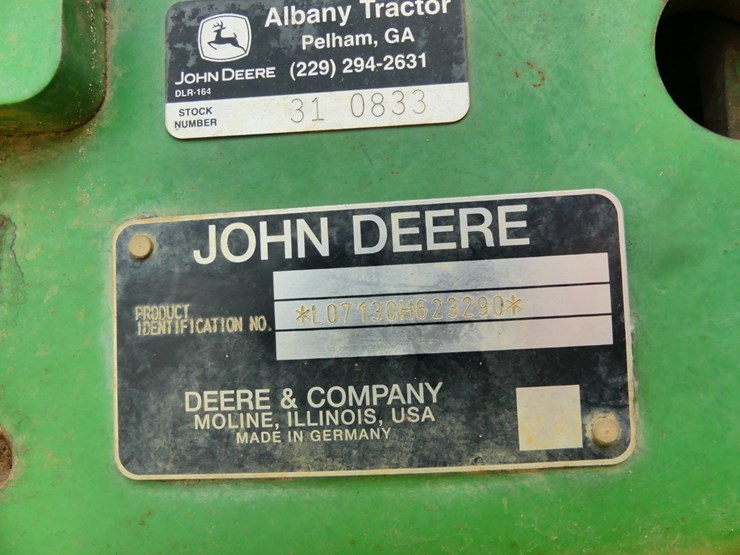 Albany Tractor
Pelham, GA
JOHN DEERE (229) 294-2631
DLR-164
STOCK NUMBER 31 0833
JOHN DEERE
PRODUCT IDENTIFICATION NO. *L07130H623290*
DEERE & COMPANY
MOLINE, ILLINOIS, USA
MADE IN GERMANY